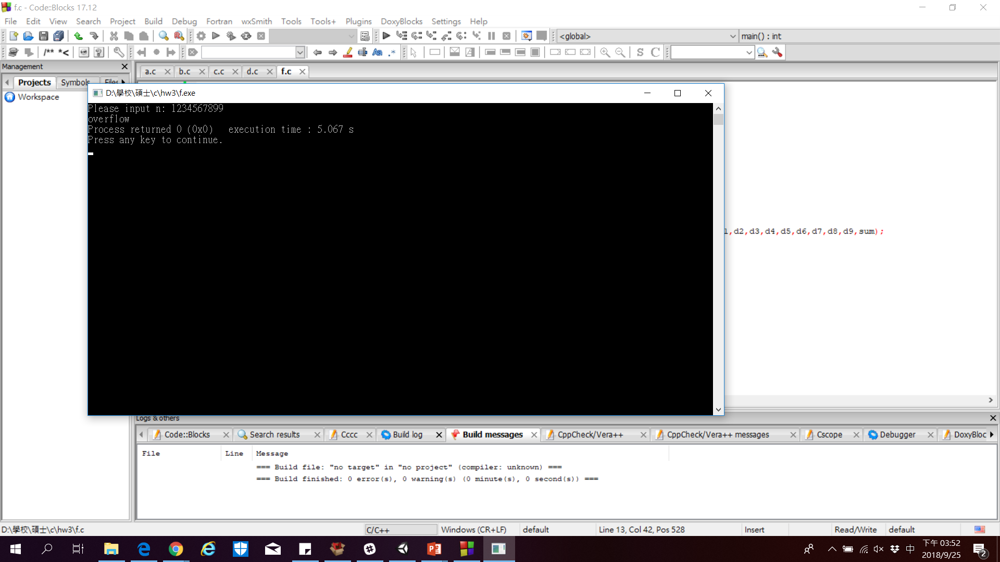 f.c - Code::Blocks 17.12
File Edit View Search Project Build Debug Fortran wxSmith Tools Tools+ Plugins DoxyBlocks Settings Help
<global> main() : int
/** *<
Aa .*
S C
Management
a.c b.c c.c d.c f.c
Projects Symbols Files
Workspace
D:\學校\碩士\c\hw3\f.exe
Please input n: 1234567899
overflow
Process returned 0 (0x0) execution time : 5.067 s
Press any key to continue.
,d2,d3,d4,d5,d6,d7,d8,d9,sum);
Logs & others
Code::Blocks Search results Cccc Build log Build messages CppCheck/Vera++ CppCheck/Vera++ messages Cscope Debugger DoxyBloc
File Line Message
=== Build file: "no target" in "no project" (compiler: unknown) ===
=== Build finished: 0 error(s), 0 warning(s) (0 minute(s), 0 second(s)) ===
D:\學校\碩士\c\hw3\f.c C/C++ Windows (CR+LF) default Line 13, Col 42, Pos 528 Insert Read/Write default
中
下午 03:52
2018/9/25
2